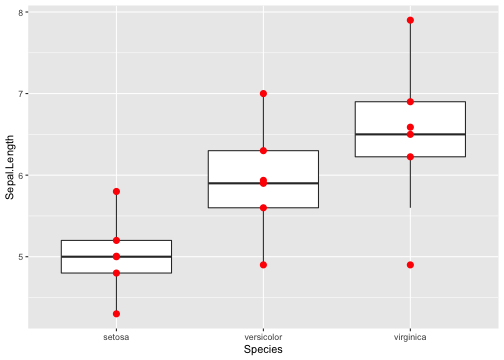 8
7
6
5
Sepal.Length
setosa
versicolor
virginica
Species